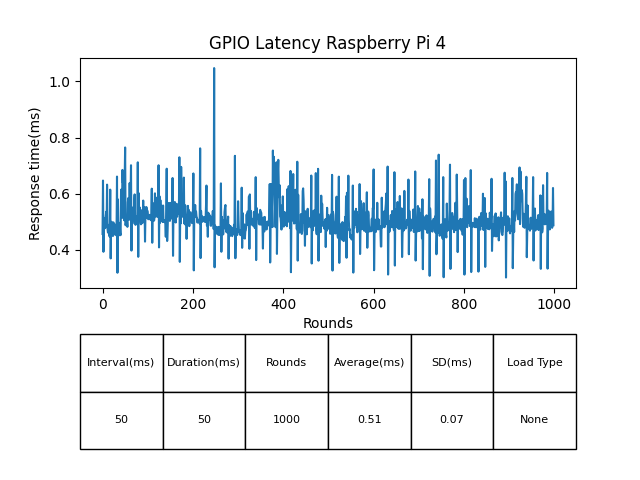 GPIO Latency Raspberry Pi 4
Response time(ms)
1.0
0.8
0.6
0.4
0 200 400 600 800 1000
Rounds
Interval(ms) Duration(ms) Rounds Average(ms) SD(ms) Load Type
50 50 1000 0.51 0.07 None